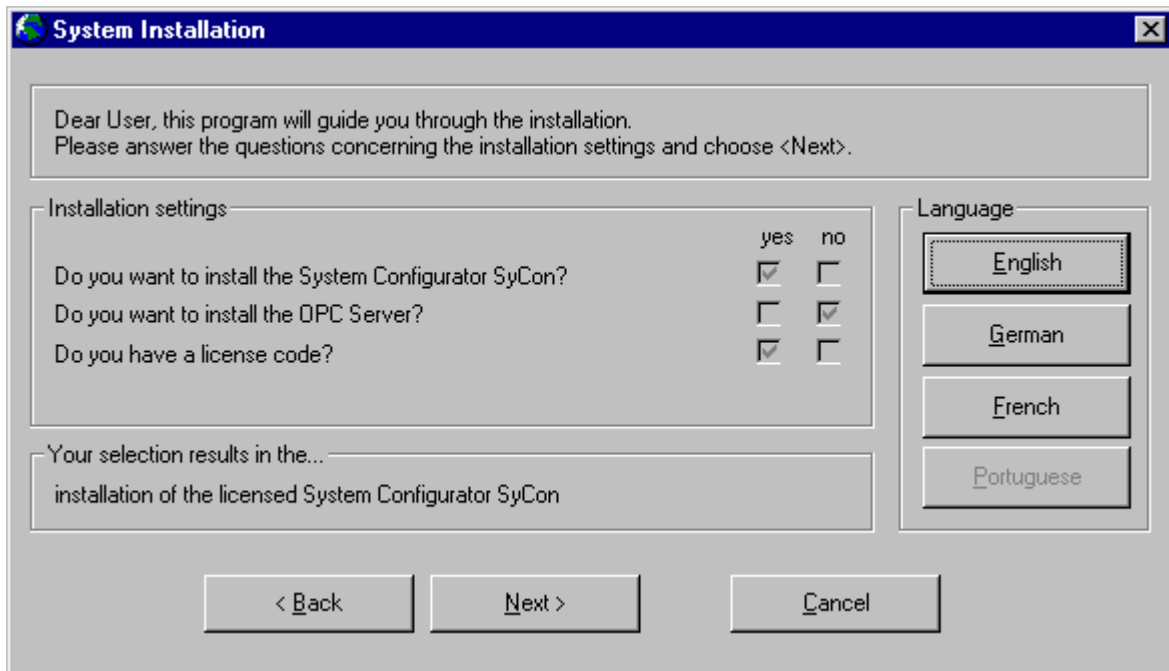 System Installation
Dear User, this program will guide you through the installation.
Please answer the questions concerning the installation settings and choose <Next>.
Installation settings
yes no
Do you want to install the System Configurator SyCon?
Do you want to install the OPC Server?
Do you have a license code?
Your selection results in the...
installation of the licensed System Configurator SyCon
Language
English
German
French
Portuguese
< Back Next > Cancel